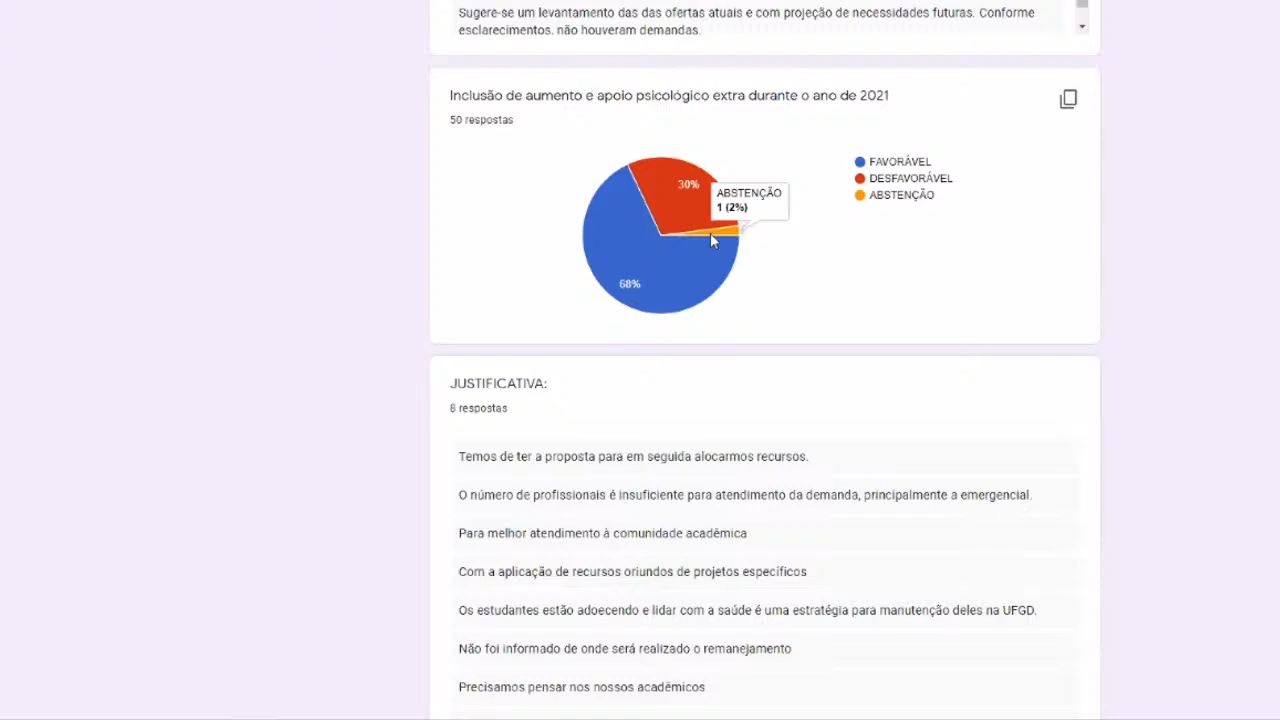 Sugere-se um levantamento das das ofertas atuais e com projeção de necessidades futuras. Conforme
esclarecimentos. não houveram demandas.
Inclusão de aumento e apoio psicológico extra durante o ano de 2021
50 respostas
30%
68%
ABSTENÇÃO
1 (2%)
FAVORÁVEL
DESFAVORÁVEL
ABSTENÇÃO
JUSTIFICATIVA:
8 respostas
Temos de ter a proposta para em seguida alocarmos recursos.
O número de profissionais é insuficiente para atendimento da demanda, principalmente a emergencial.
Para melhor atendimento à comunidade acadêmica
Com a aplicação de recursos oriundos de projetos específicos
Os estudantes estão adoecendo e lidar com a saúde é uma estratégia para manutenção deles na UFGD.
Não foi informado de onde será realizado o remanejamento
Precisamos pensar nos nossos acadêmicos